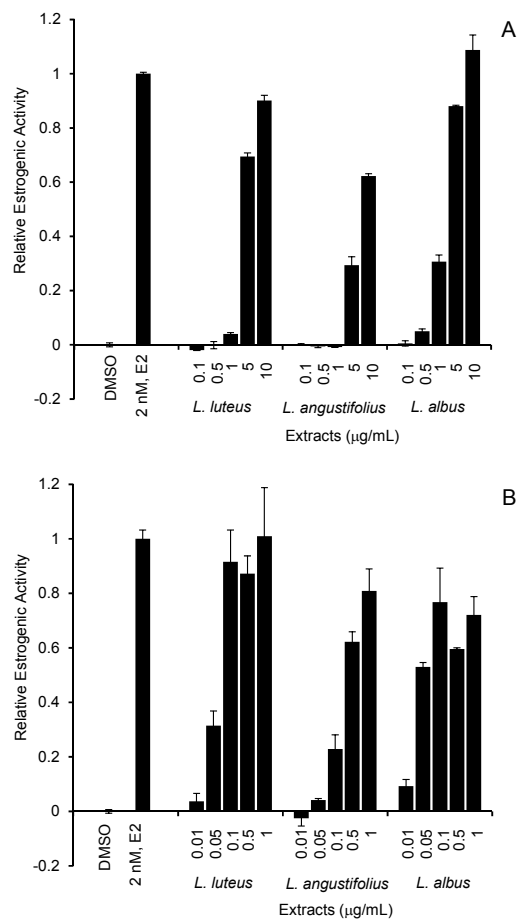 A
Relative Estrogenic Activity
1.2
1
0.8
0.6
0.4
0.2
0
-0.2
DMSO
2 nM, E2
0.1
0.5
1
5
10
0.1
0.5
1
5
10
0.1
0.5
1
5
10
L. luteus
L. angustifolius
L. albus
Extracts (μg/mL)
B
Relative Estrogenic Activity
1.2
1
0.8
0.6
0.4
0.2
0
-0.2
DMSO
2 nM, E2
0.01
0.05
0.1
0.5
1
0.01
0.05
0.1
0.5
1
0.01
0.05
0.1
0.5
1
L. luteus
L. angustifolius
L. albus
Extracts (μg/mL)